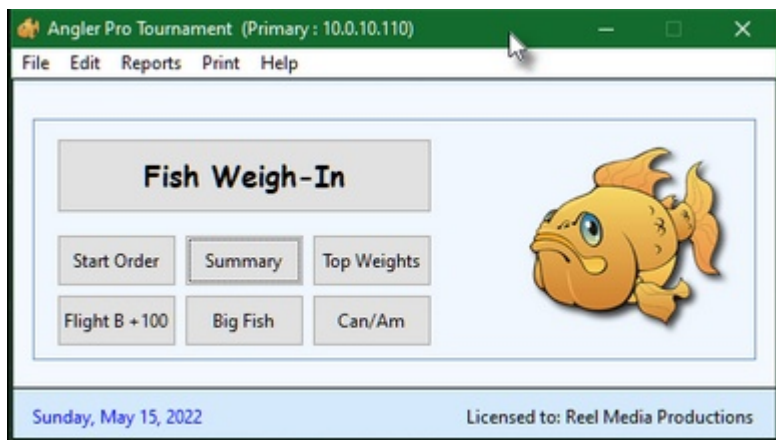 Angler Pro Tournament (Primary : 10.0.10.110)
File Edit Reports Print Help
Fish Weigh-In
Start Order Summary Top Weights
Flight B +100 Big Fish Can/Am
Sunday, May 15, 2022 Licensed to: Reel Media Productions